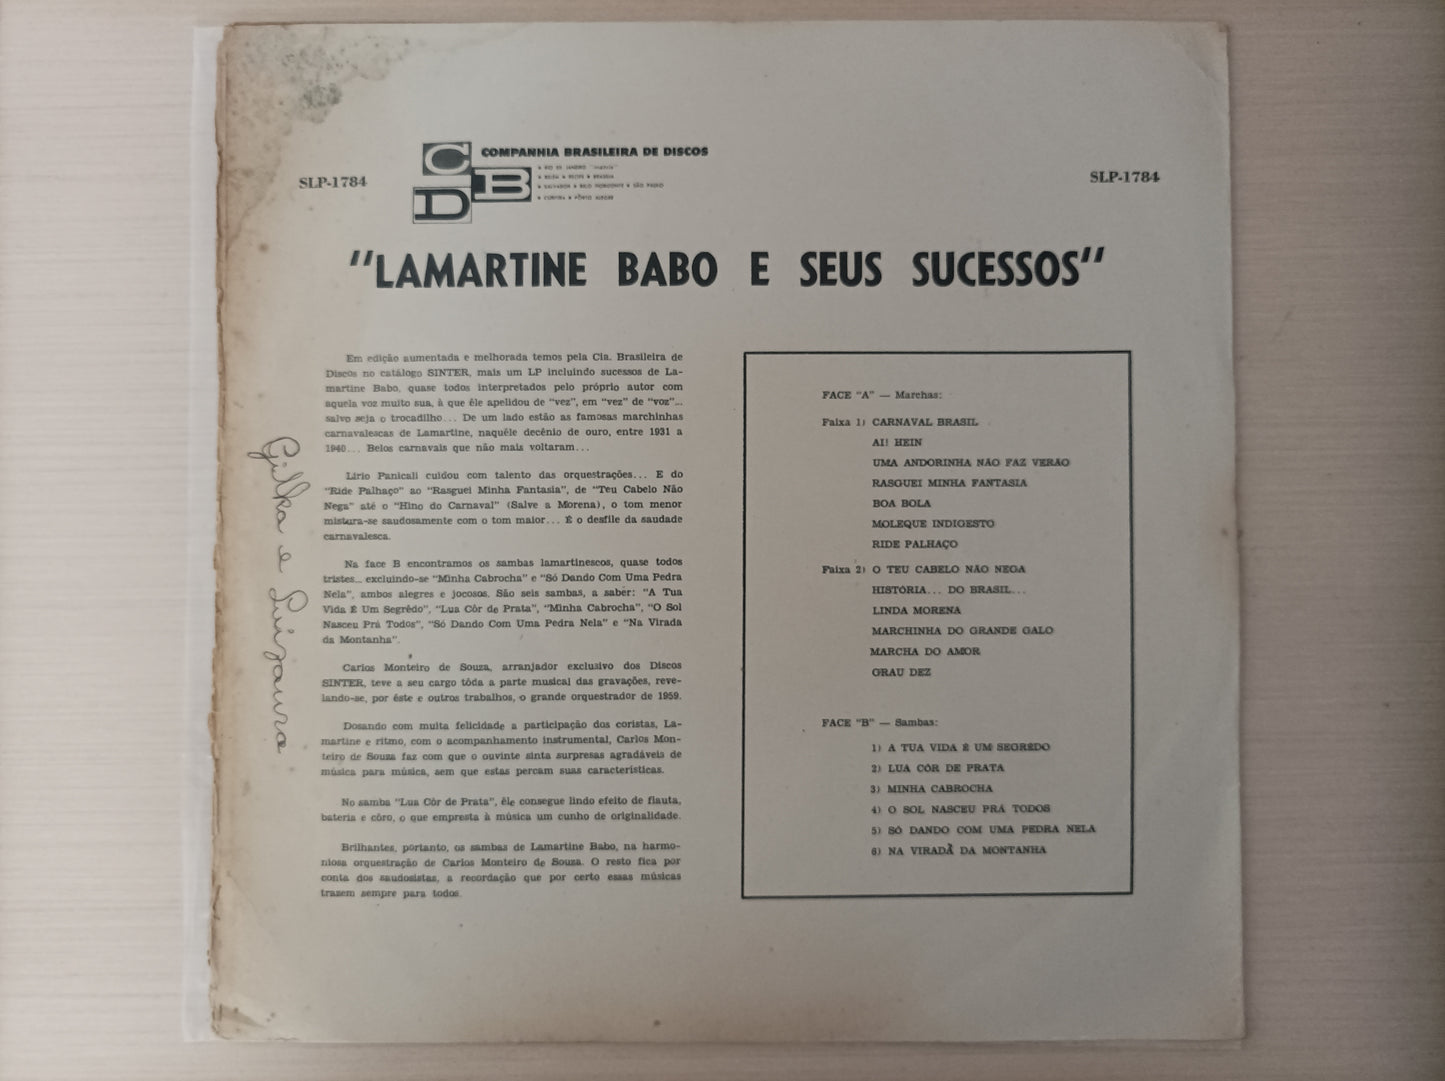 CBD
COMPANHIA BRASILEIRA DE DISCOS
RIO DE JANEIRO
BELÉM RECIFE BRASÍLIA
SALVADOR BELO HORIZONTE SÃO PAULO
CURITIBA PÔRTO ALEGRE
SLP-1784
SLP-1784
"LAMARTINE BABO E SEUS SUCESSOS"
Em edição aumentada e melhorada temos pela Cia. Brasileira de
Discos no catálogo SINTER, mais um LP incluindo sucessos de La-
martine Babo, quase todos interpretados pelo próprio autor com
aquela voz muito sua, à que êle apelidou de "vez", em "vez" de "voz"...
salvo seja o trocadilho... De um lado estão as famosas marchinhas
carnavalescas de Lamartine, naquêle decênio de ouro, entre 1931 a
1940... Belos carnavais que não mais voltaram...
Lírio Panicali cuidou com talento das orquestrações... E do
"Ride Palhaço" ao "Rasguei Minha Fantasia", de "Teu Cabelo Não
Nega" até o "Hino do Carnaval" (Salve a Morena), o tom menor
mistura-se saudosamente com o tom maior... É o desfile da saudade
carnavalesca.
Na face B encontramos os sambas lamartinescos, quase todos
tristes... excluindo-se "Minha Cabrocha" e "Só Dando Com Uma Pedra
Nela", ambos alegres e jocosos. São seis sambas, a saber: "A Tua
Vida É Um Segrêdo", "Lua Côr de Prata", "Minha Cabrocha", "O Sol
Nasceu Prá Todos", "Só Dando Com Uma Pedra Nela" e "Na Virada
da Montanha".
Carlos Monteiro de Souza, arranjador exclusivo dos Discos
SINTER, teve a seu cargo tôda a parte musical das gravações, reve-
lando-se, por êste e outros trabalhos, o grande orquestrador de 1959.
Dosando com muita felicidade a participação dos coristas, La-
martine e ritmo, com o acompanhamento instrumental, Carlos Mon-
teiro de Souza faz com que o ouvinte sinta surpresas agradáveis de
música para música, sem que estas percam suas características.
No samba "Lua Côr de Prata", êle consegue lindo efeito de flauta,
bateria e côro, o que empresta à música um cunho de originalidade.
Brilhantes, portanto, os sambas de Lamartine Babo, na harmo-
niosa orquestração de Carlos Monteiro de Souza. O resto fica por
conta dos saudosistas, a recordação que por certo essas músicas
trazem sempre para todos.
Gilka e Luizaura
FACE "A" — Marchas:
Faixa 1) CARNAVAL BRASIL
AI! HEIN
UMA ANDORINHA NÃO FAZ VERÃO
RASGUEI MINHA FANTASIA
BOA BOLA
MOLEQUE INDIGESTO
RIDE PALHAÇO
Faixa 2) O TEU CABELO NÃO NEGA
HISTÓRIA... DO BRASIL...
LINDA MORENA
MARCHINHA DO GRANDE GALO
MARCHA DO AMOR
GRAU DEZ
FACE "B" — Sambas:
1) A TUA VIDA É UM SEGRÊDO
2) LUA CÔR DE PRATA
3) MINHA CABROCHA
4) O SOL NASCEU PRÁ TODOS
5) SÓ DANDO COM UMA PEDRA NELA
6) NA VIRADA DA MONTANHA